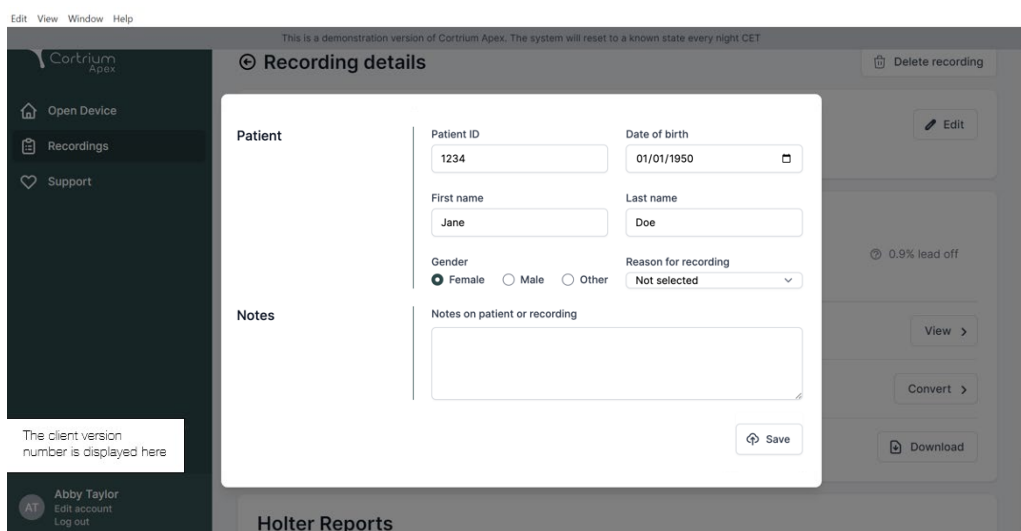 Edit View Window Help
This is a demonstration version of Cortrium Apex. The system will reset to a known state every night CET
Cortrium
Apex
Recording details
Delete recording
Open Device
Recordings
Support
Edit
Patient
Patient ID
Date of birth
1234
01/01/1950
First name
Last name
Jane
Doe
Gender
Reason for recording
Female
Male
Other
Not selected
0.9% lead off
Notes
Notes on patient or recording
View
Convert
Save
Download
The client version
number is displayed here
AT
Abby Taylor
Edit account
Log out
Holter Reports